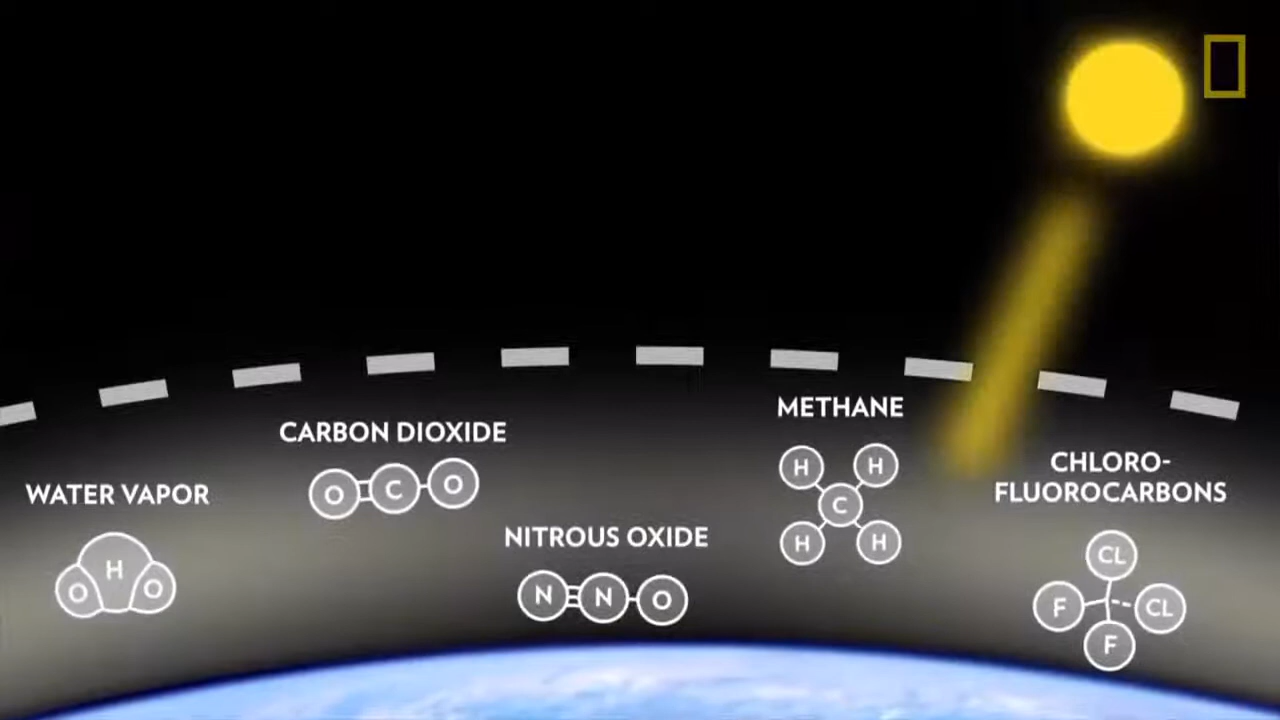 WATER VAPOR
H
O O
CARBON DIOXIDE
O C O
NITROUS OXIDE
N N O
METHANE
H H
C
H H
CHLORO-
FLUOROCARBONS
CL
F CL
F